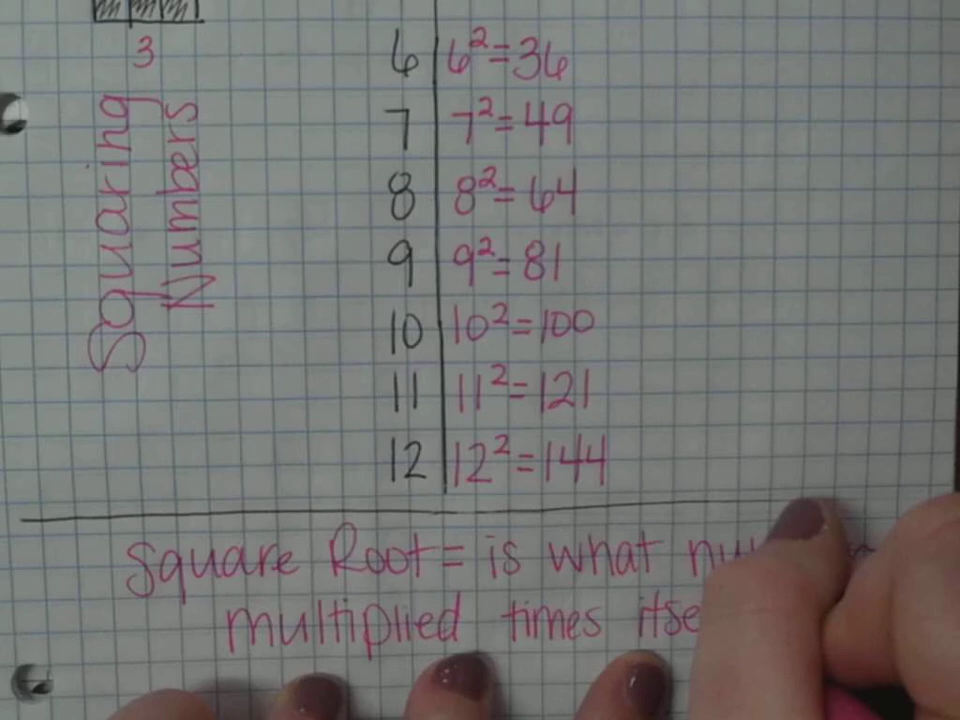 3
Squaring
Numbers
6 6²=36
7 7²=49
8 8²=64
9 9²=81
10 10²=100
11 11²=121
12 12²=144
Square Root = is what
multiplied times